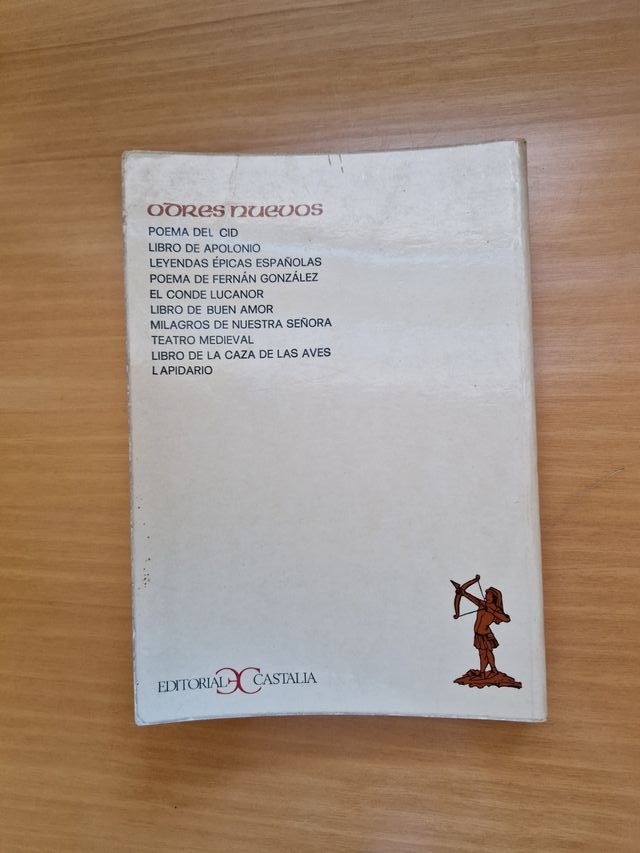 ODRES NUEVOS
POEMA DEL CID
LIBRO DE APOLONIO
LEYENDAS ÉPICAS ESPAÑOLAS
POEMA DE FERNÁN GONZÁLEZ
EL CONDE LUCANOR
LIBRO DE BUEN AMOR
MILAGROS DE NUESTRA SEÑORA
TEATRO MEDIEVAL
LIBRO DE LA CAZA DE LAS AVES
LAPIDARIO
EDITORIAL CASTALIA